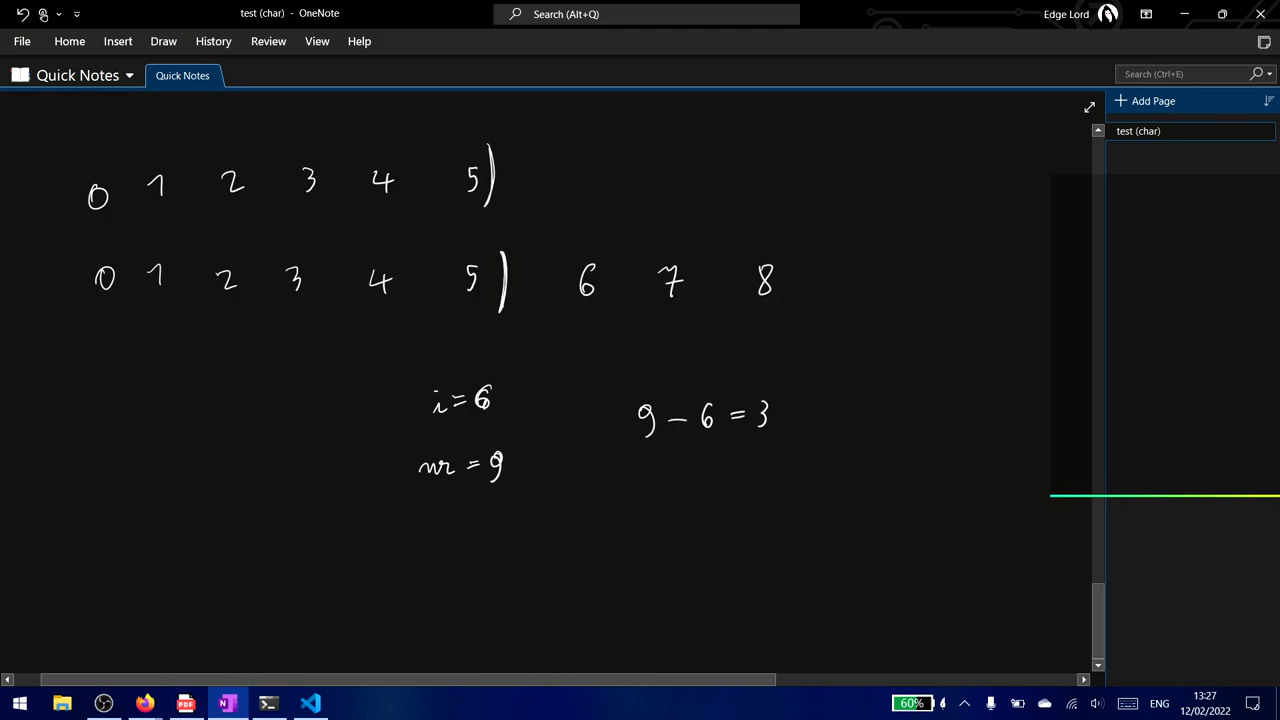 test (char) - OneNote
Search (Alt+Q)
Edge Lord
File Home Insert Draw History Review View Help
Quick Notes
Quick Notes
Search (Ctrl+E)
Add Page
test (char)
0 1 2 3 4 5)
0 1 2 3 4 5) 6 7 8
i = 6
9 - 6 = 3
nr = 9
60%
ENG
13:27
12/02/2022